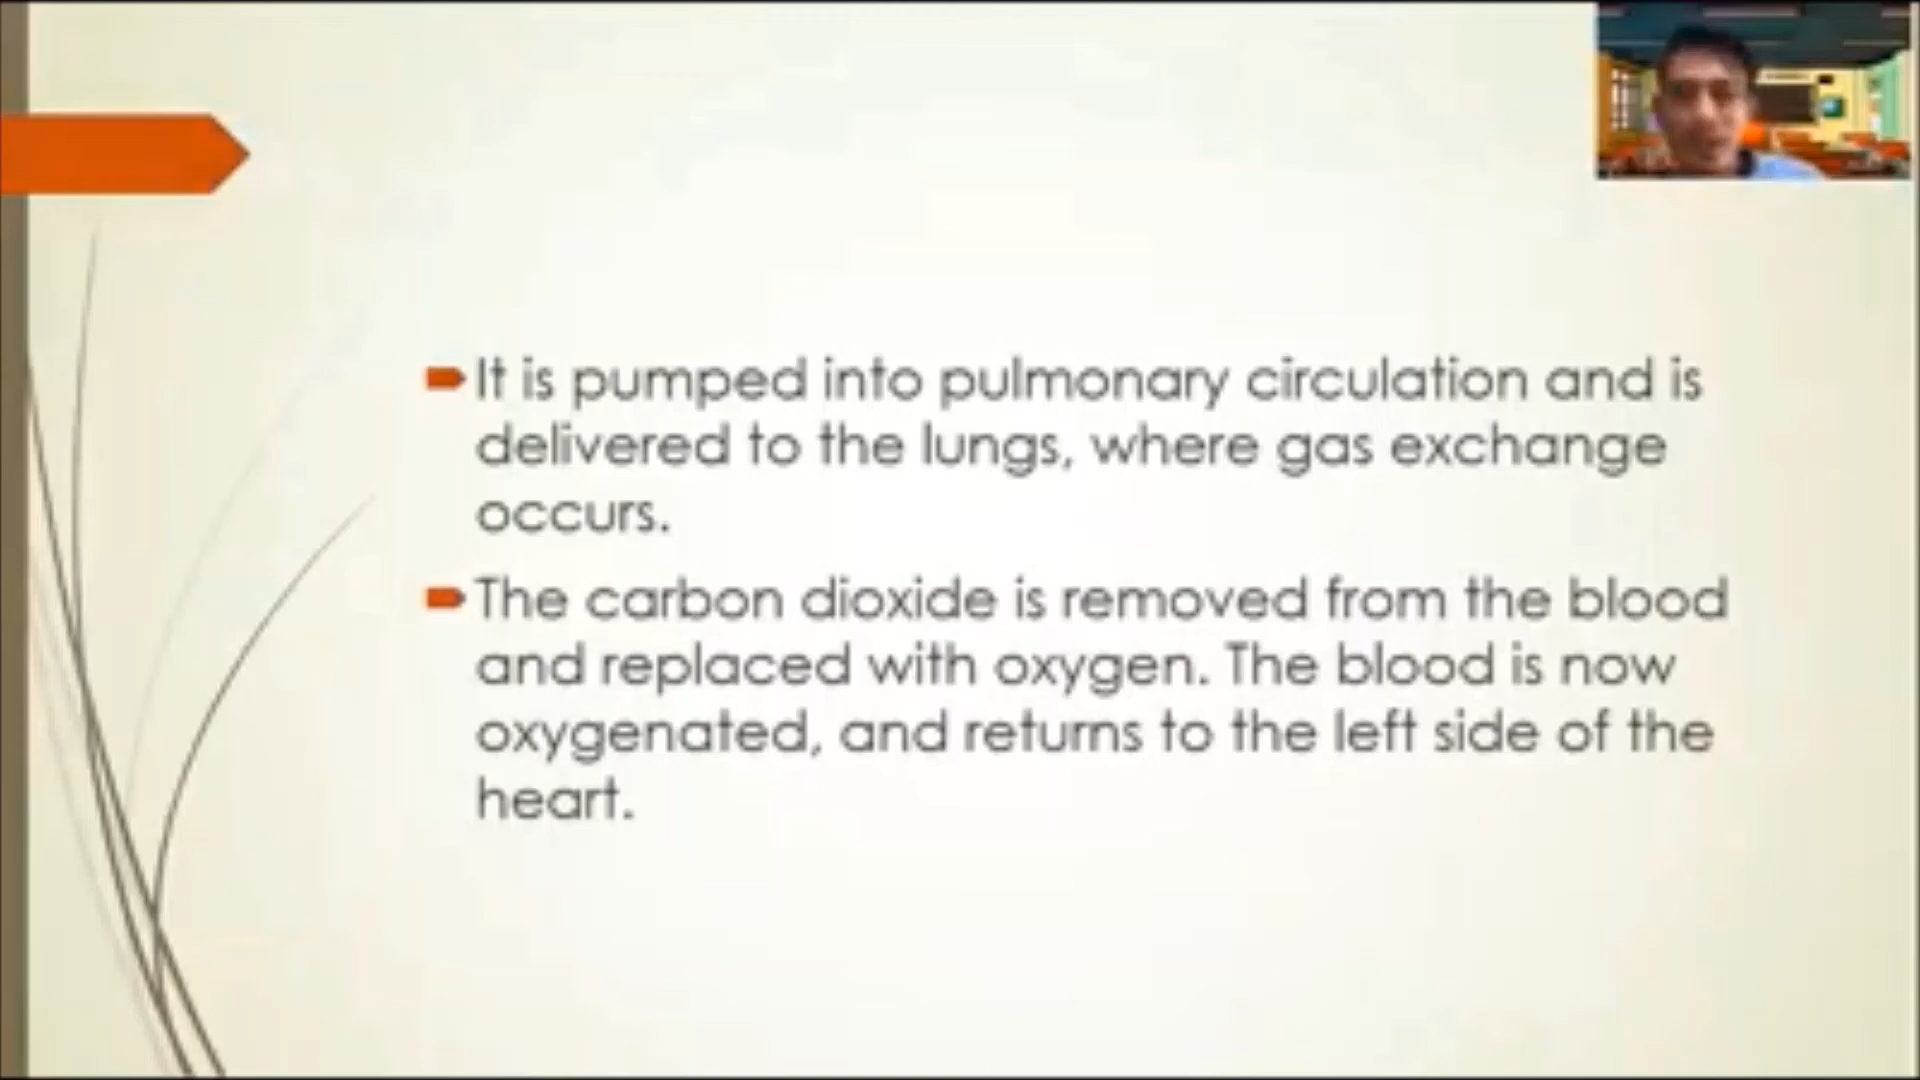 It is pumped into pulmonary circulation and is
delivered to the lungs, where gas exchange
occurs.
The carbon dioxide is removed from the blood
and replaced with oxygen. The blood is now
oxygenated, and returns to the left side of the
heart.